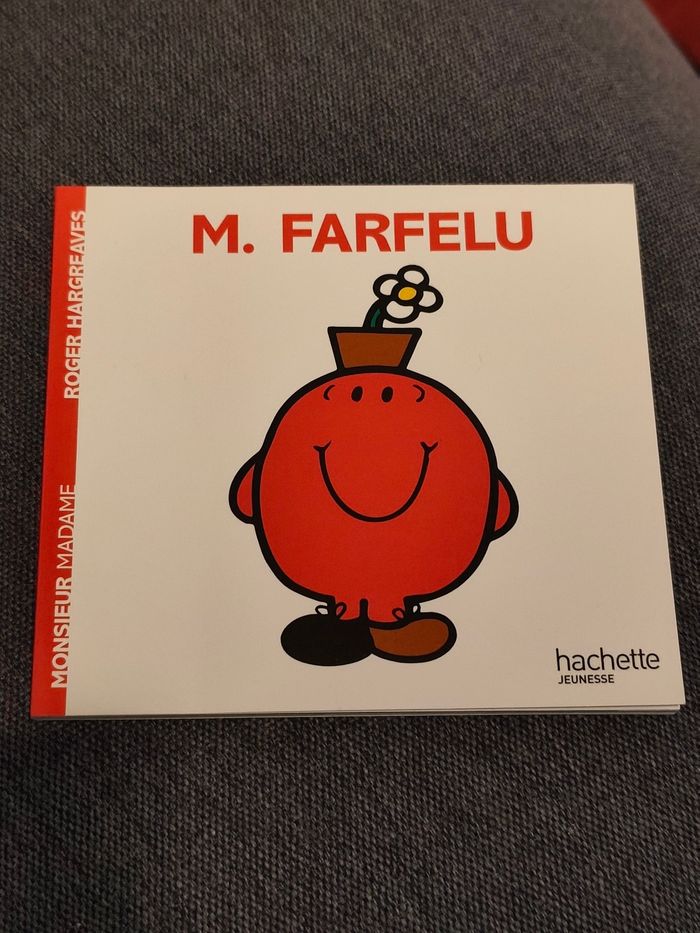 M. FARFELU
ROGER HARGREAVES
MONSIEUR MADAME
hachette
JEUNESSE